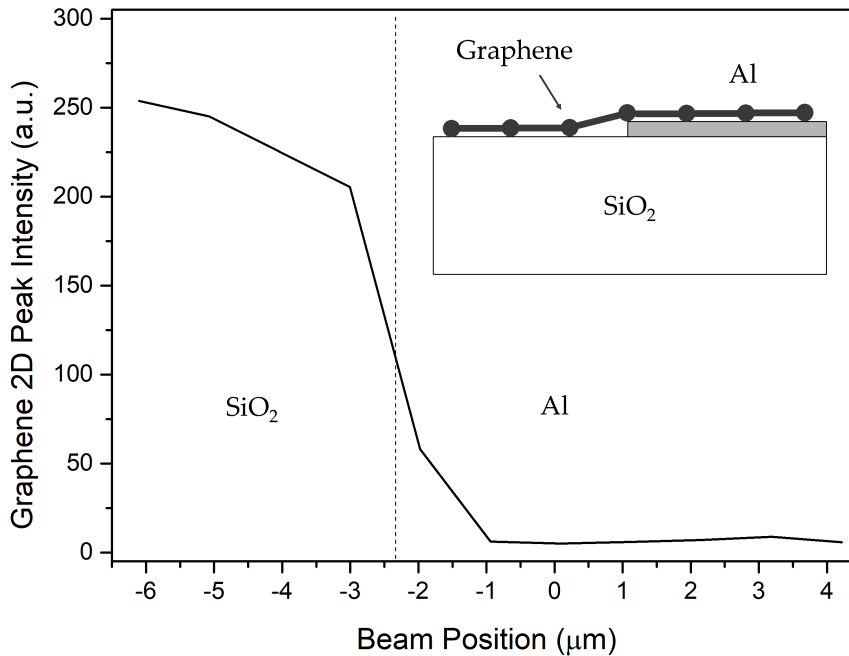 300
250
200
150
100
50
0
Graphene 2D Peak Intensity (a.u.)
Graphene
Al
SiO₂
SiO₂
Al
-6 -5 -4 -3 -2 -1 0 1 2 3 4
Beam Position (μm)